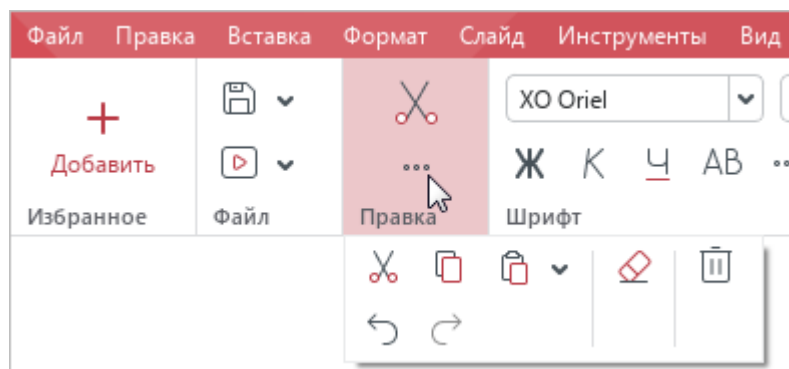 Файл Правка Вставка Формат Слайд Инструменты Вид
XO Oriel
Добавить
Ж К Ч АВ
Избранное Файл Правка Шрифт